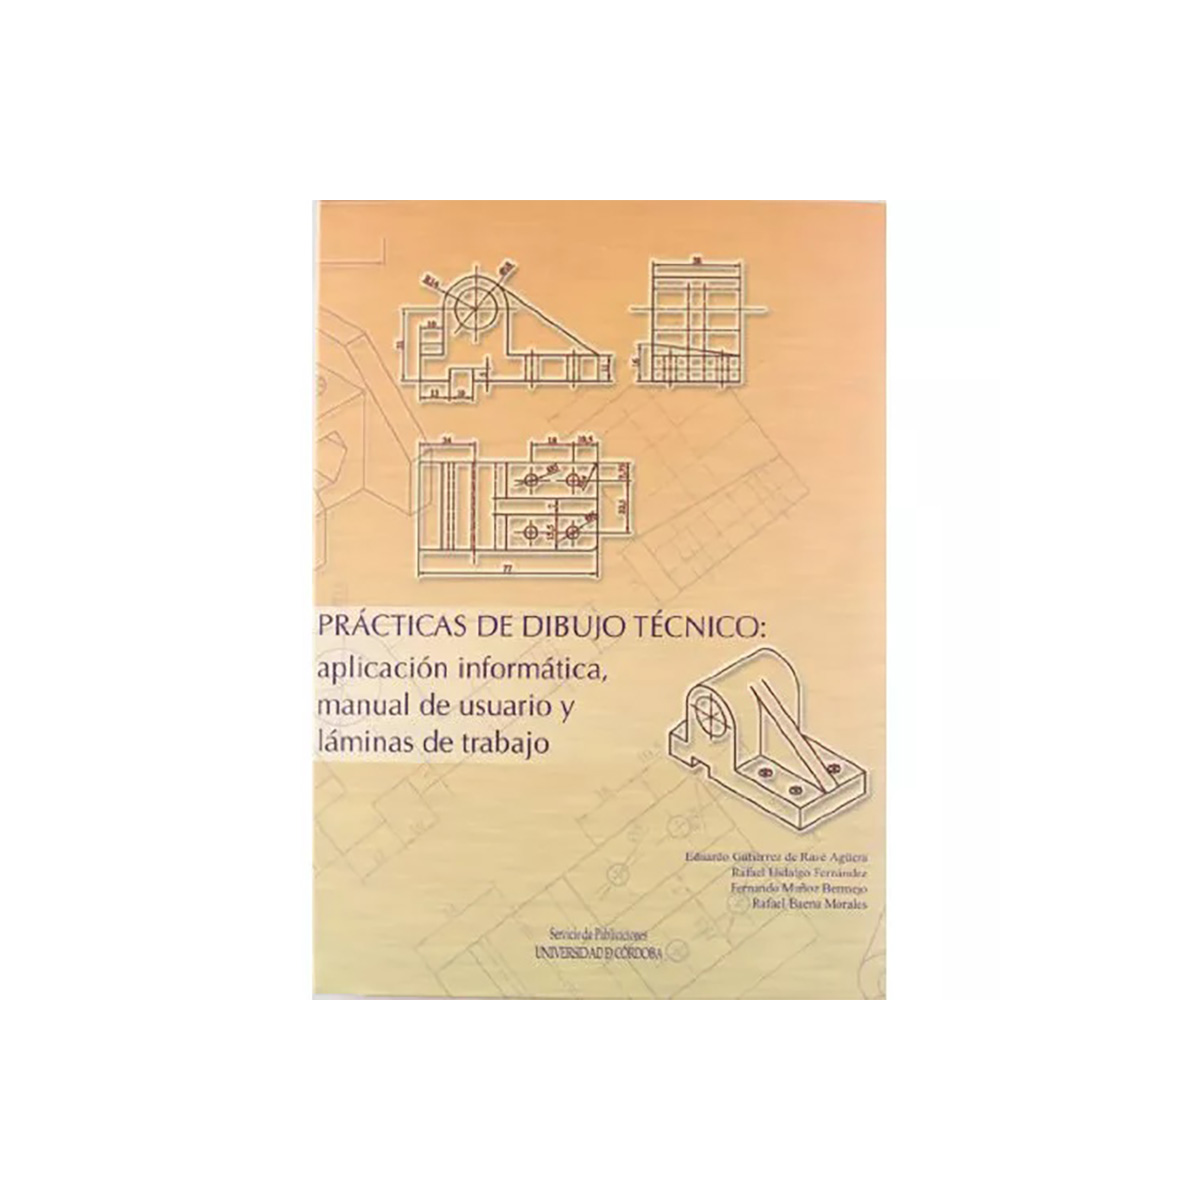 PRÁCTICAS DE DIBUJO TÉCNICO:
aplicación informática,
manual de usuario y
láminas de trabajo
Eduardo Gutiérrez de Ravé Agüera
Rafael Hidalgo Fernández
Fernando Muñoz Bermejo
Rafael Baena Morales
Servicio de Publicaciones
UNIVERSIDAD DE CÓRDOBA
77